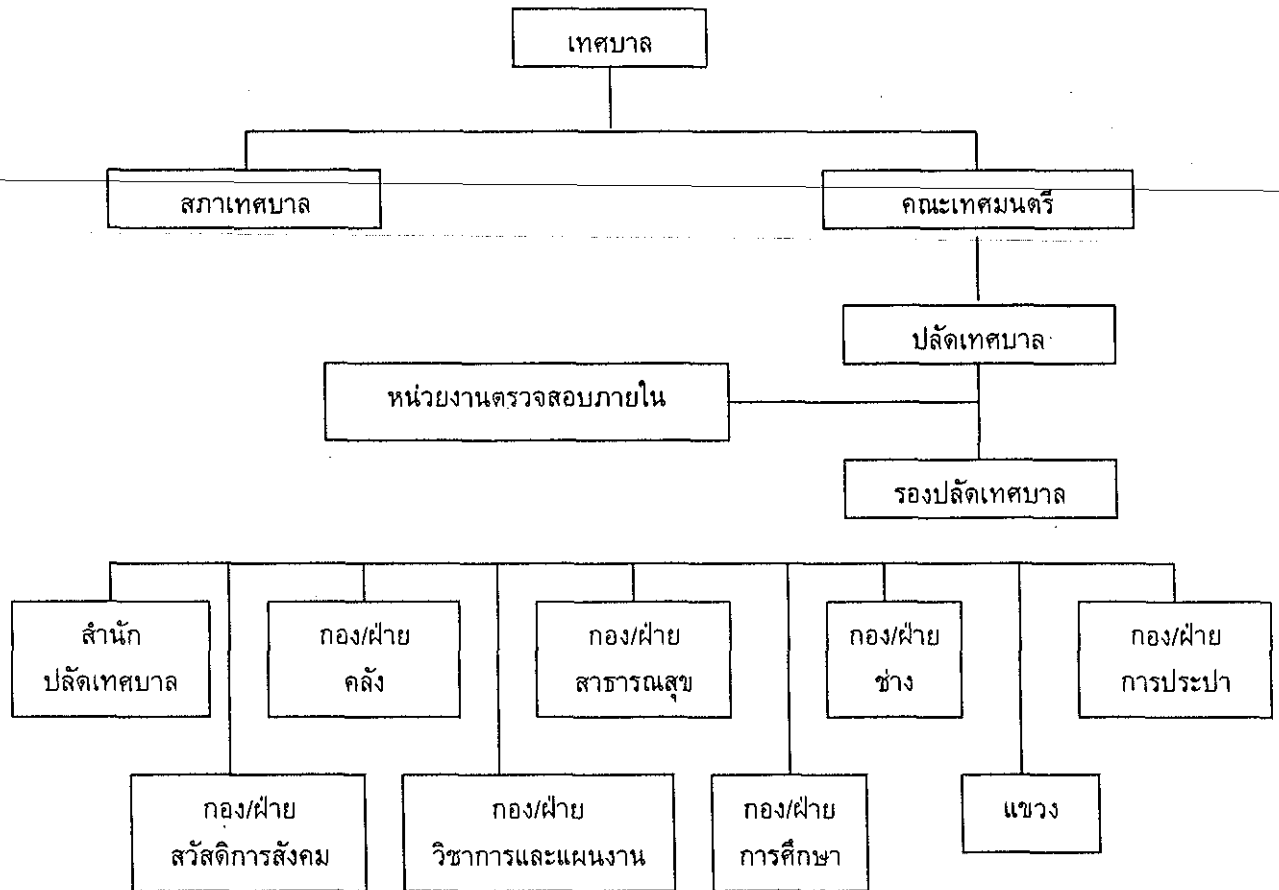 เทศบาล
สภาเทศบาล
คณะเทศมนตรี
ปลัดเทศบาล
หน่วยงานตรวจสอบภายใน
รองปลัดเทศบาล
สำนัก
ปลัดเทศบาล
กอง/ฝ่าย
คลัง
กอง/ฝ่าย
สาธารณสุข
กอง/ฝ่าย
ช่าง
กอง/ฝ่าย
การประปา
กอง/ฝ่าย
สวัสดิการสังคม
กอง/ฝ่าย
วิชาการและแผนงาน
กอง/ฝ่าย
การศึกษา
แขวง